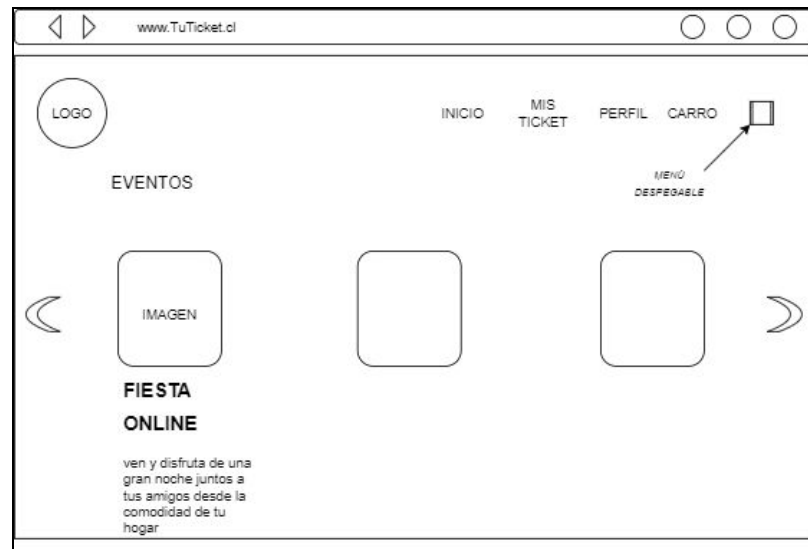 www.TuTicket.cl
LOGO
INICIO
MIS
TICKET
PERFIL
CARRO
MENÚ
DESPEGABLE
EVENTOS
IMAGEN
FIESTA
ONLINE
ven y disfruta de una
gran noche juntos a
tus amigos desde la
comodidad de tu
hogar